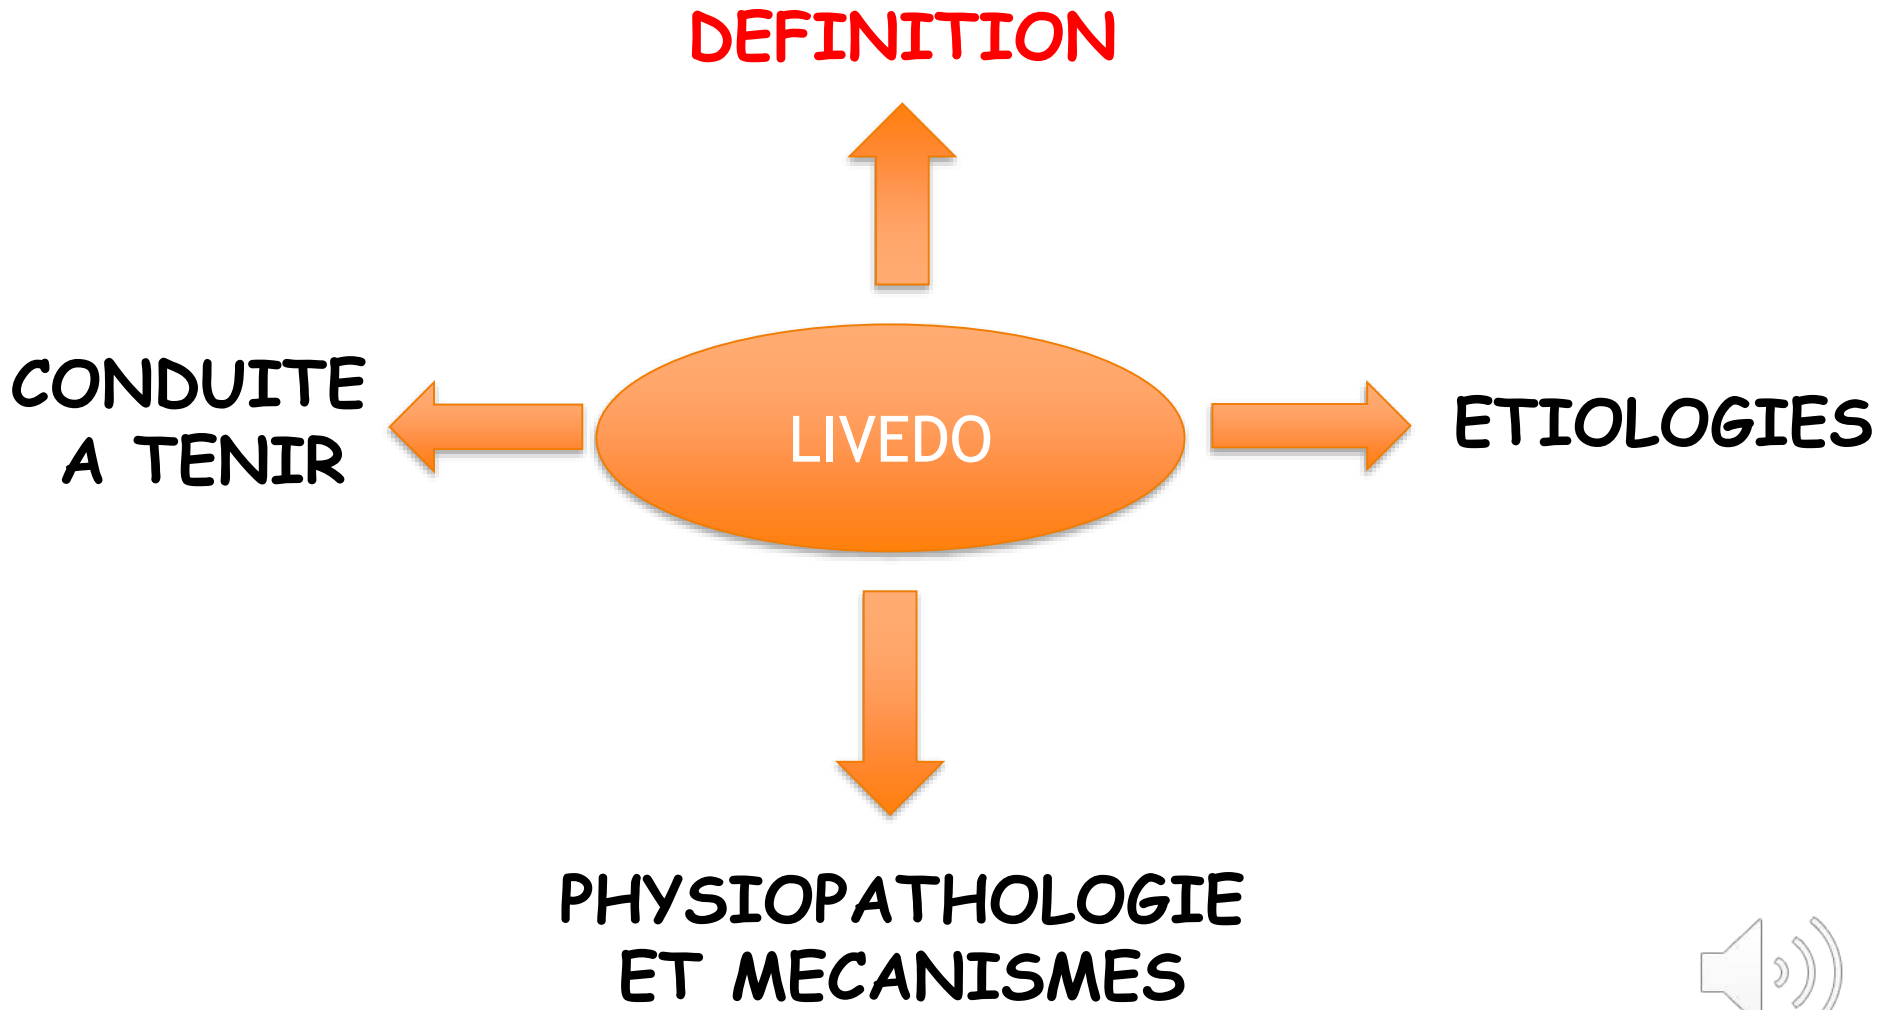 DEFINITION
CONDUITE
A TENIR
LIVEDO
ETIOLOGIES
PHYSIOPATHOLOGIE
ET MECANISMES